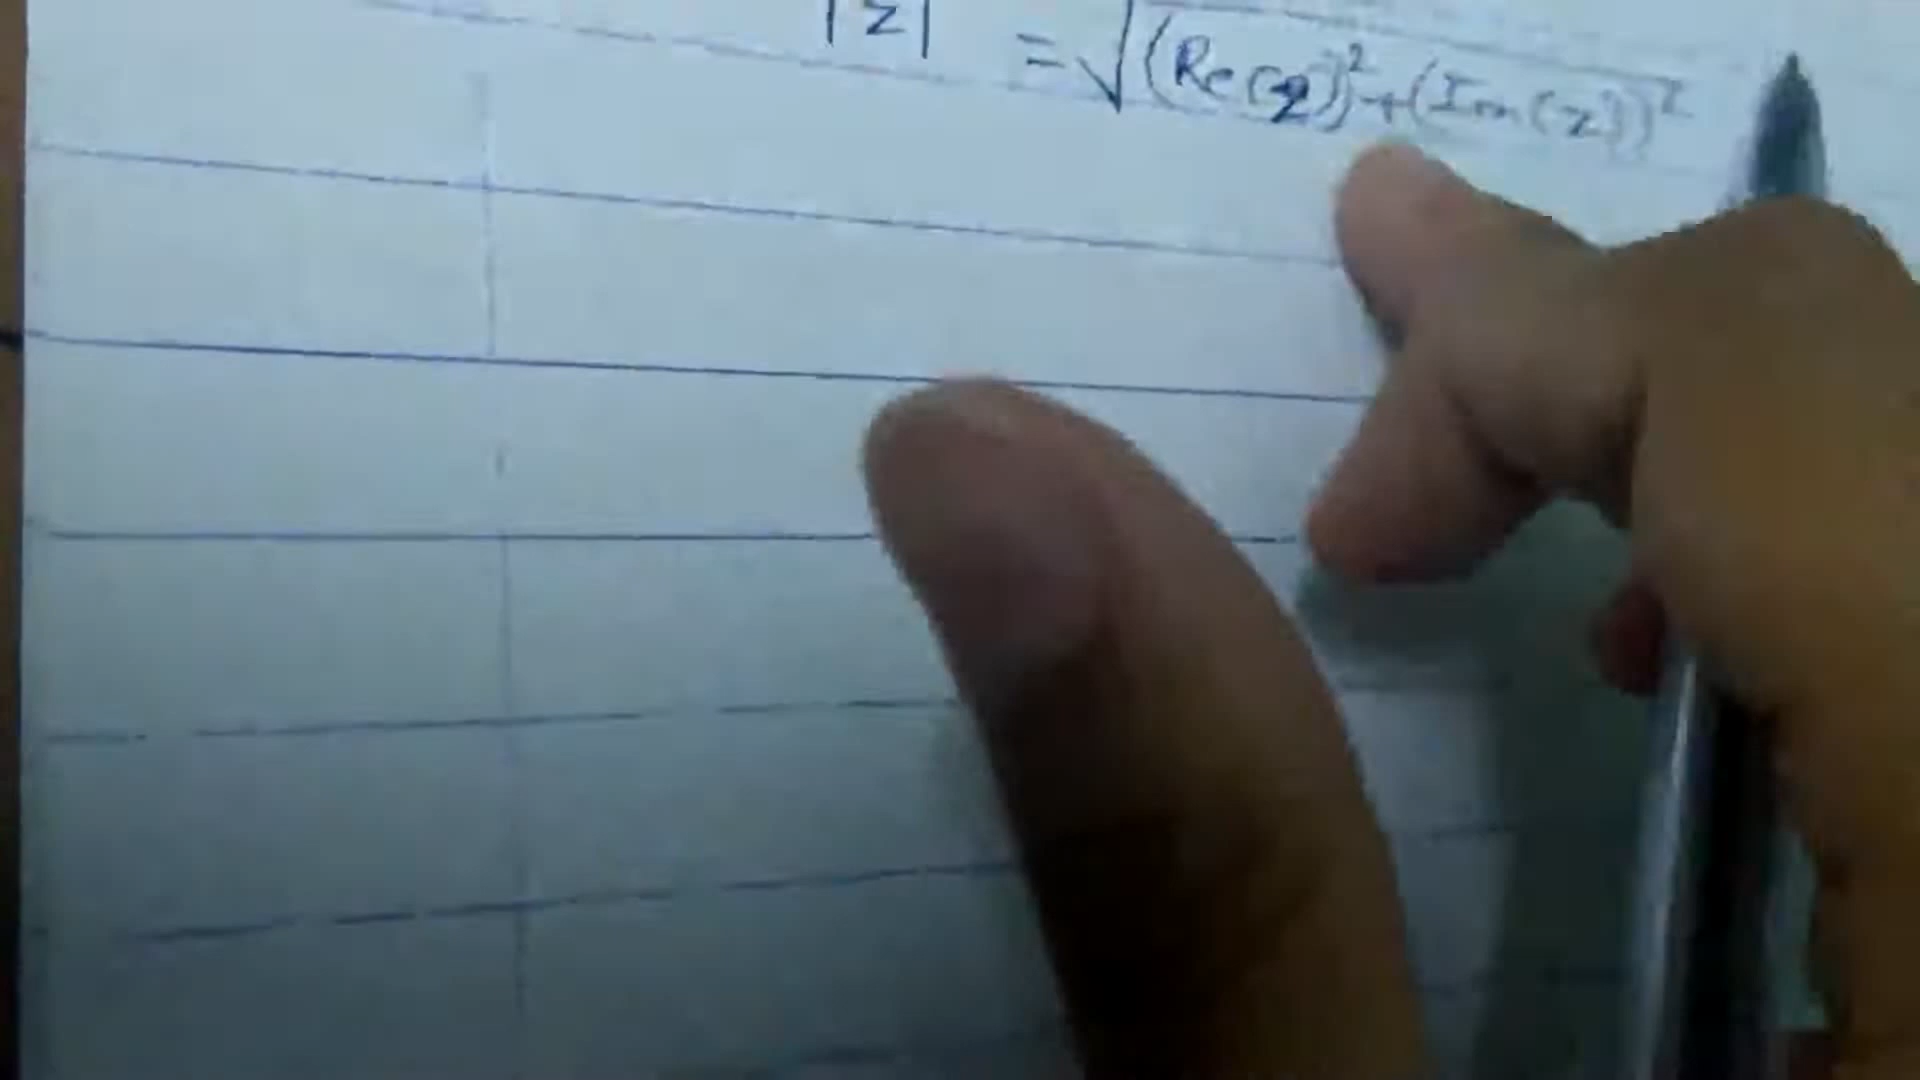 |z| = √(Re(z))² + (Im(z))²